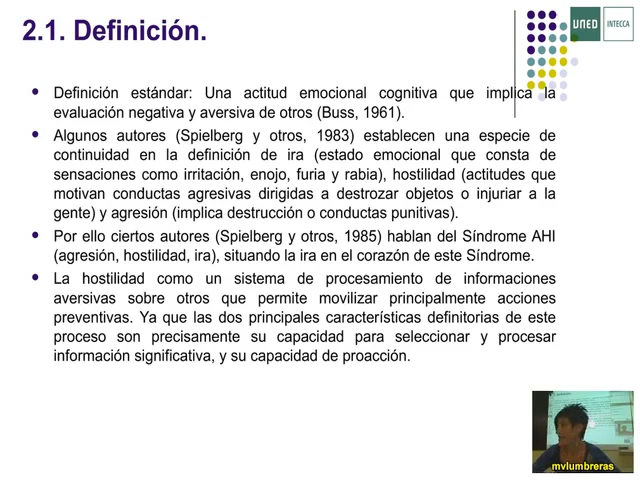 2.1. Definición.
UNED
INTECCA
Definición estándar: Una actitud emocional cognitiva que implica la
evaluación negativa y aversiva de otros (Buss, 1961).
Algunos autores (Spielberg y otros, 1983) establecen una especie de
continuidad en la definición de ira (estado emocional que consta de
sensaciones como irritación, enojo, furia y rabia), hostilidad (actitudes que
motivan conductas agresivas dirigidas a destrozar objetos o injuriar a la
gente) y agresión (implica destrucción o conductas punitivas).
Por ello ciertos autores (Spielberg y otros, 1985) hablan del Síndrome AHI
(agresión, hostilidad, ira), situando la ira en el corazón de este Síndrome.
La hostilidad como un sistema de procesamiento de informaciones
aversivas sobre otros que permite movilizar principalmente acciones
preventivas. Ya que las dos principales características definitorias de este
proceso son precisamente su capacidad para seleccionar y procesar
información significativa, y su capacidad de proacción.
mvlumbreras